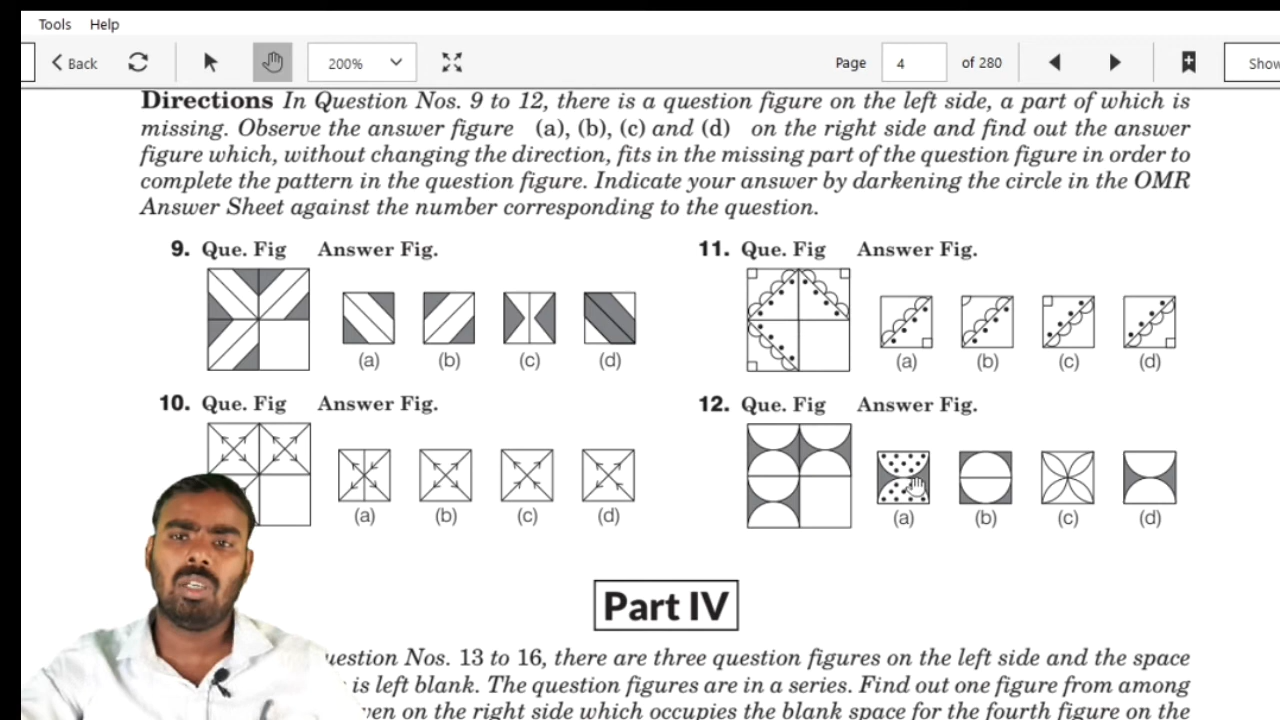 Tools Help
Back 200% Page 4 of 280 Show
Directions In Question Nos. 9 to 12, there is a question figure on the left side, a part of which is
missing. Observe the answer figure (a), (b), (c) and (d) on the right side and find out the answer
figure which, without changing the direction, fits in the missing part of the question figure in order to
complete the pattern in the question figure. Indicate your answer by darkening the circle in the OMR
Answer Sheet against the number corresponding to the question.
9. Que. Fig Answer Fig.
(a) (b) (c) (d)
10. Que. Fig Answer Fig.
(a) (b) (c) (d)
11. Que. Fig Answer Fig.
(a) (b) (c) (d)
12. Que. Fig Answer Fig.
(a) (b) (c) (d)
Part IV
uestion Nos. 13 to 16, there are three question figures on the left side and the space
is left blank. The question figures are in a series. Find out one figure from among
ven on the right side which occupies the blank space for the fourth figure on the